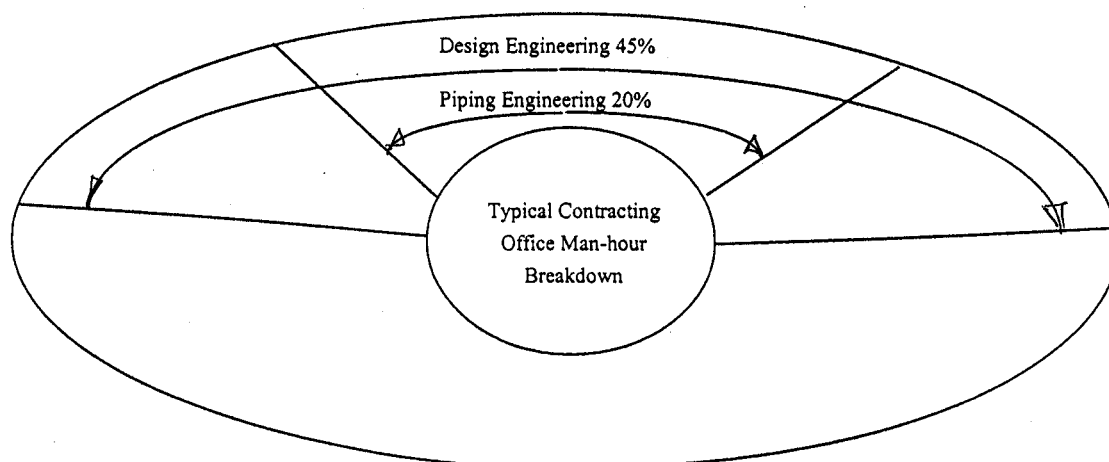 Design Engineering 45%
Piping Engineering 20%
Typical Contracting
Office Man-hour
Breakdown